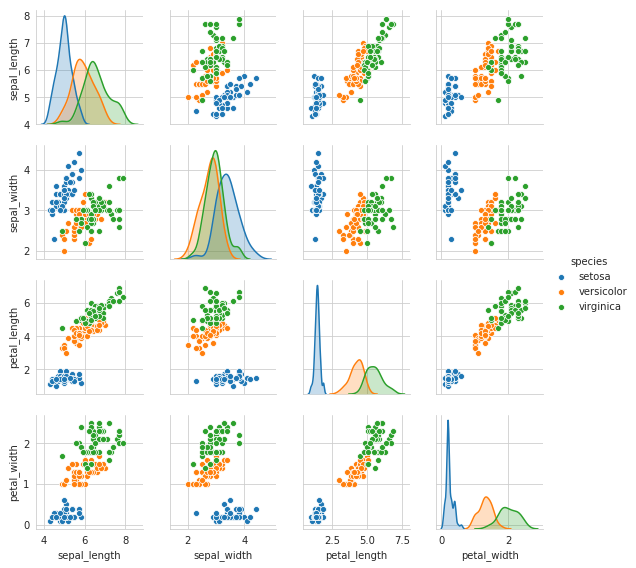 8
7
6
5
4
sepal_length
4
3
2
sepal_width
species
setosa
versicolor
virginica
6
4
2
petal_length
2
1
0
petal_width
4 6 8
2 4
2.5 5.0 7.5
0 2
sepal_length
sepal_width
petal_length
petal_width